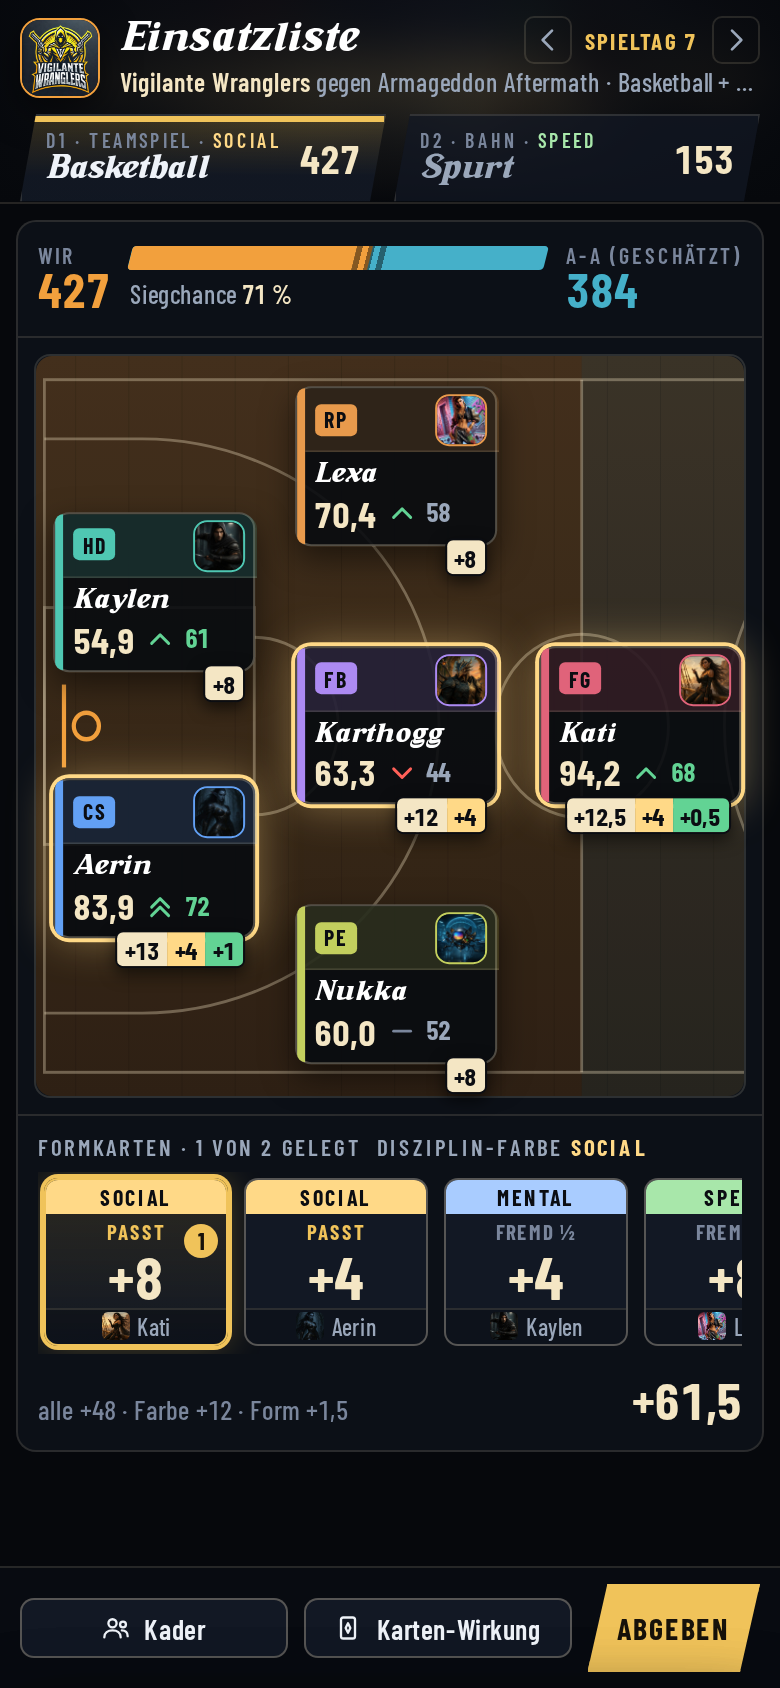 VIGILANTE
WRANGLERS
Einsatzliste
SPIELTAG 7
Vigilante Wranglers gegen Armageddon Aftermath · Basketball + ...
D1 · TEAMSPIEL · SOCIAL
Basketball
427
D2 · BAHN · SPEED
Spurt
153
WIR
427
Siegchance 71 %
A-A (GESCHÄTZT)
384
RP
Lexa
70,4 58
+8
HD
Kaylen
54,9 61
+8
FB
Karthogg
63,3 44
+12 +4
FG
Kati
94,2 68
+12,5 +4 +0,5
CS
Aerin
83,9 72
+13 +4 +1
PE
Nukka
60,0 — 52
+8
FORMKARTEN · 1 VON 2 GELEGT DISZIPLIN-FARBE SOCIAL
SOCIAL
PASST
1
+8
Kati
SOCIAL
PASST
+4
Aerin
MENTAL
FREMD ½
+4
Kaylen
SPE
FREM
+8
L
alle +48 · Farbe +12 · Form +1,5
+61,5
Kader
Karten-Wirkung
ABGEBEN